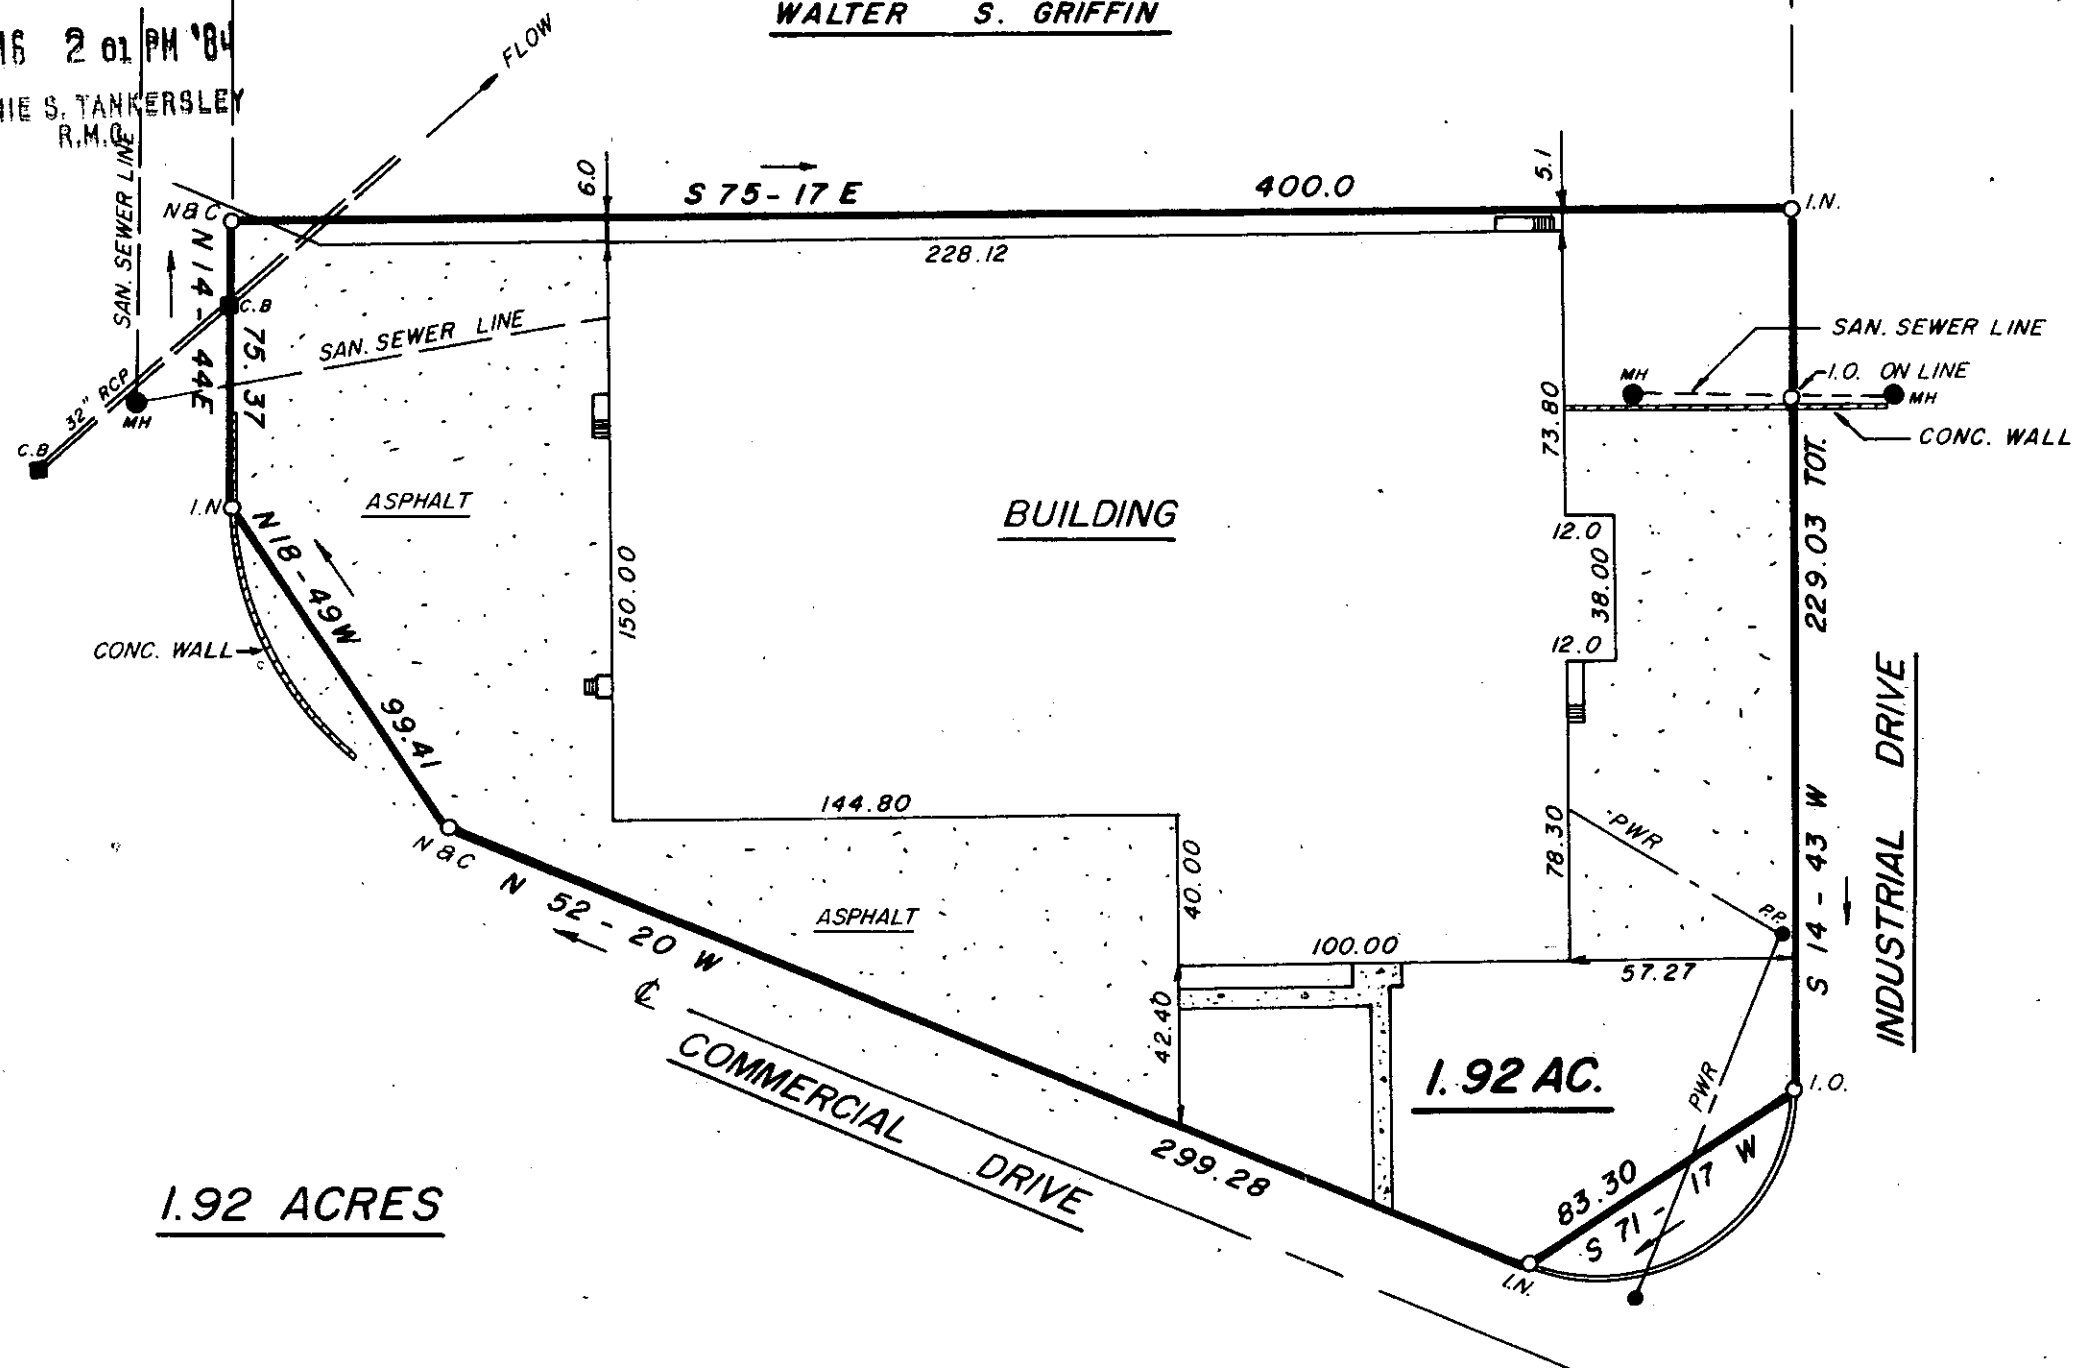 WALTER S. GRIFFIN
16 2 01 PM '84
S. TANKERSLEY
R.M.C.
FLOW
SAN. SEWER LINE
N&C
6.0
S 75-17 E
400.0
5.1
I.N.
228.12
N 14-44E
75.37
C.B
32" RCP
MH
C.B
SAN. SEWER LINE
SAN. SEWER LINE
I.O. ON LINE
MH
MH
CONC. WALL
73.80
229.03 TOT.
I.N
ASPHALT
BUILDING
12.0
38.00
12.0
150.00
N18-49W
99.41
CONC. WALL
144.80
78.30
PWR
P.P.
S 14-43 W
INDUSTRIAL DRIVE
N&C
N 52-20 W
ASPHALT
40.00
100.00
57.27
42.40
℄
COMMERCIAL DRIVE
299.28
1.92 AC.
PWR
I.O.
83.30
S 71-17 W
I.N.
1.92 ACRES